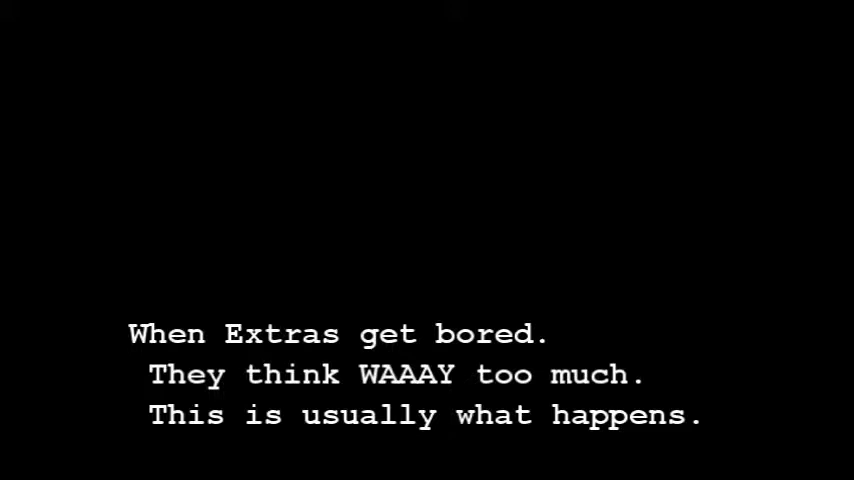 When Extras get bored.
They think WAAAY too much.
This is usually what happens.